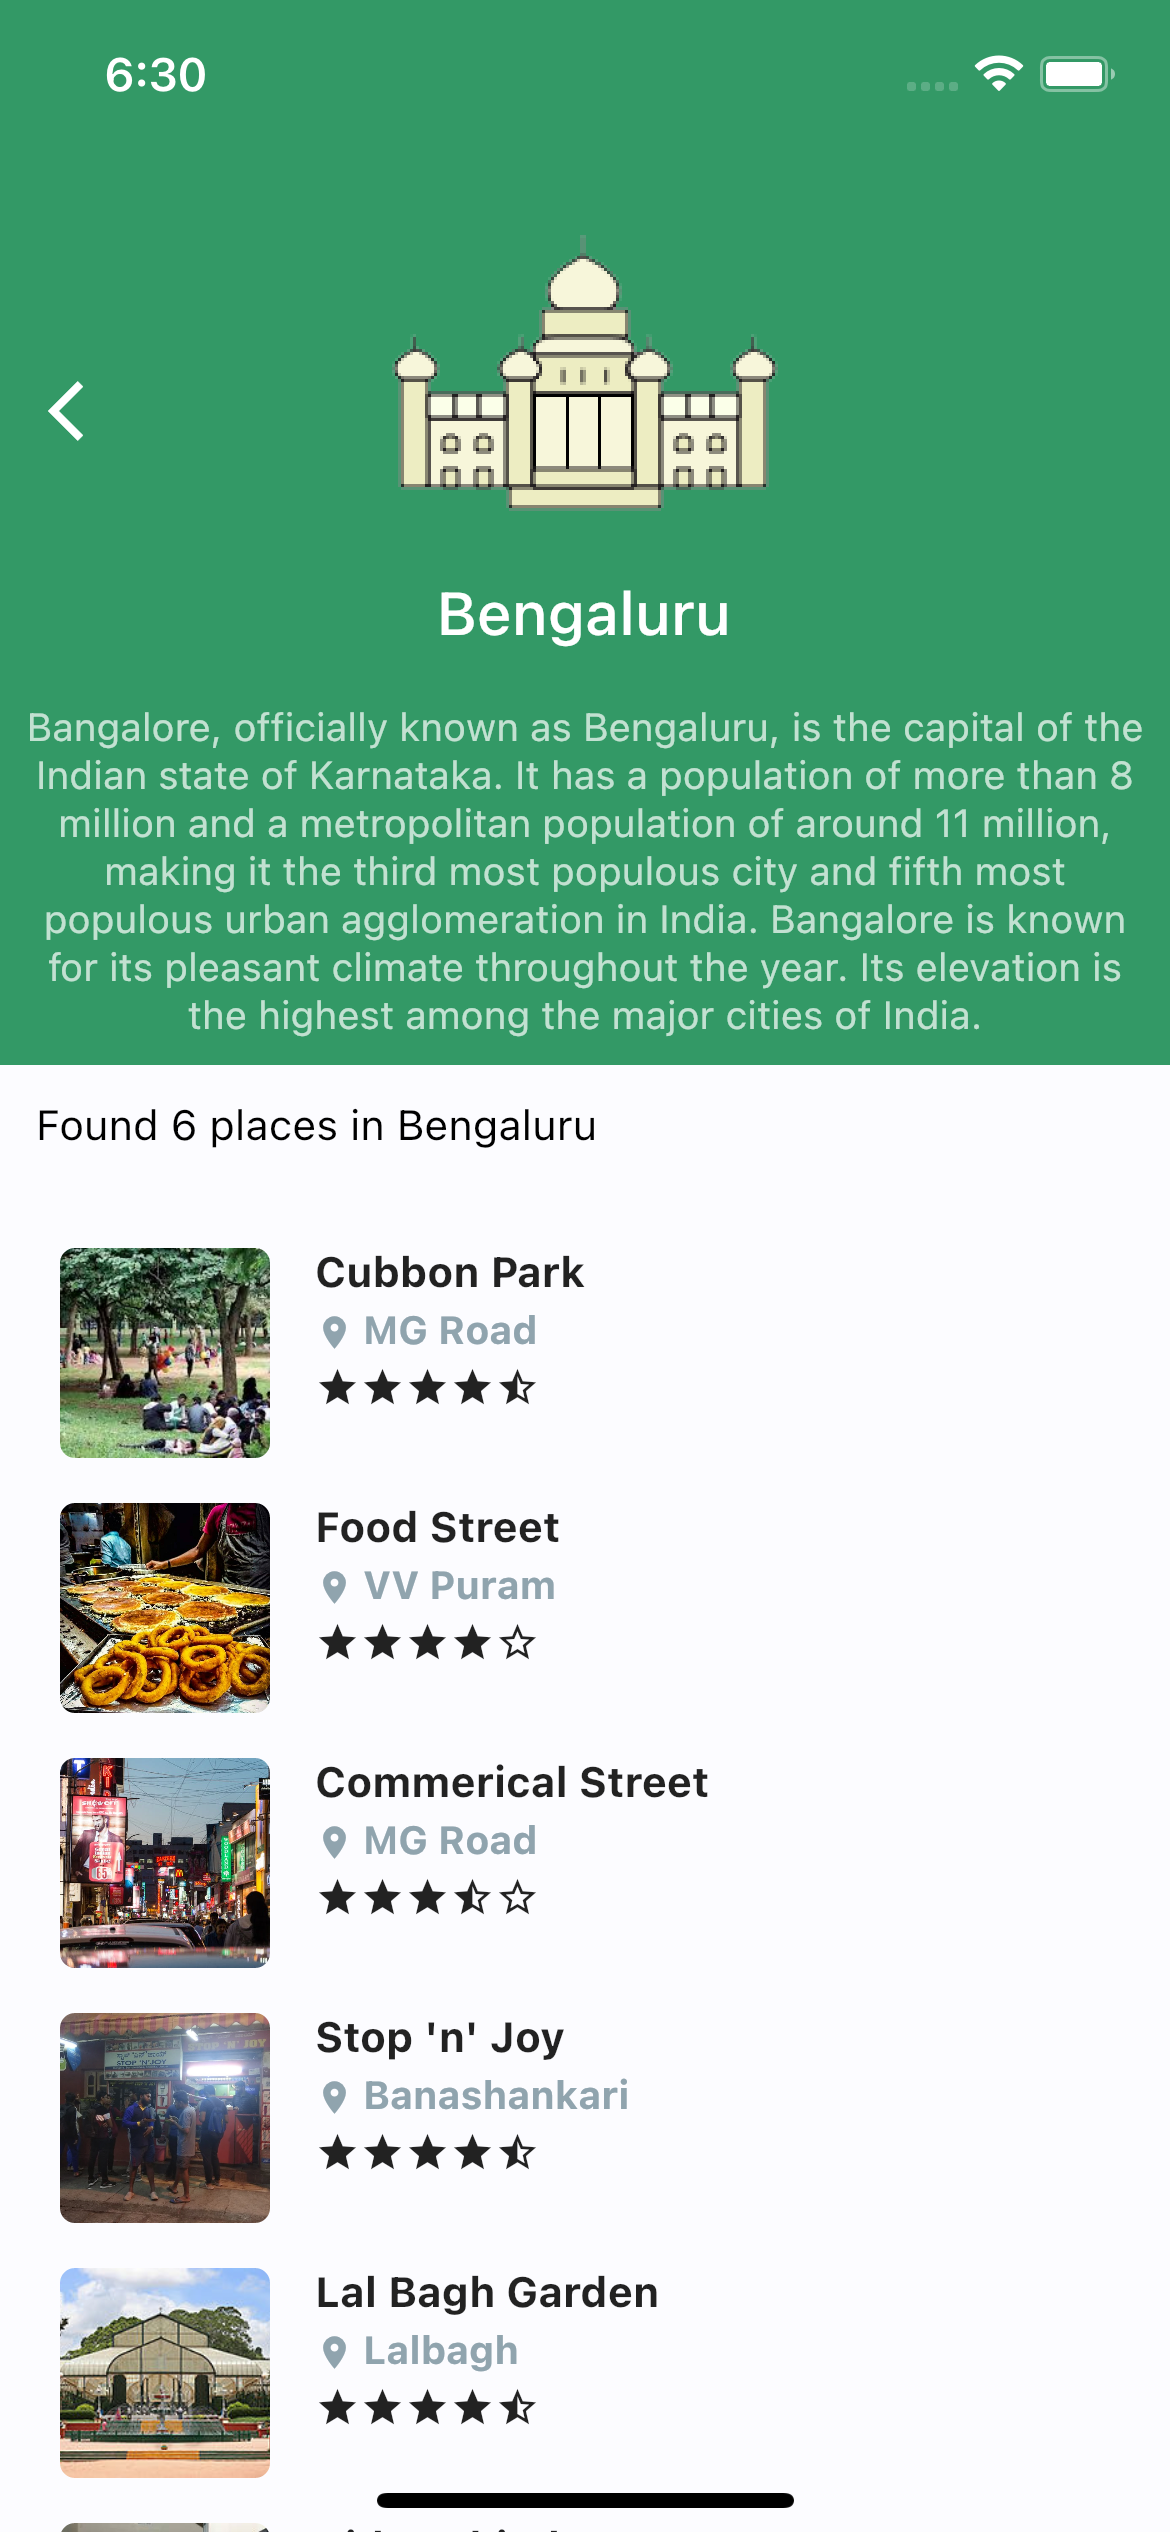 6:30
Bengaluru
Bangalore, officially known as Bengaluru, is the capital of the
Indian state of Karnataka. It has a population of more than 8
million and a metropolitan population of around 11 million,
making it the third most populous city and fifth most
populous urban agglomeration in India. Bangalore is known
for its pleasant climate throughout the year. Its elevation is
the highest among the major cities of India.
Found 6 places in Bengaluru
Cubbon Park
MG Road
Food Street
VV Puram
Commerical Street
MG Road
Stop 'n' Joy
Banashankari
STOP 'N' JOY
Lal Bagh Garden
Lalbagh